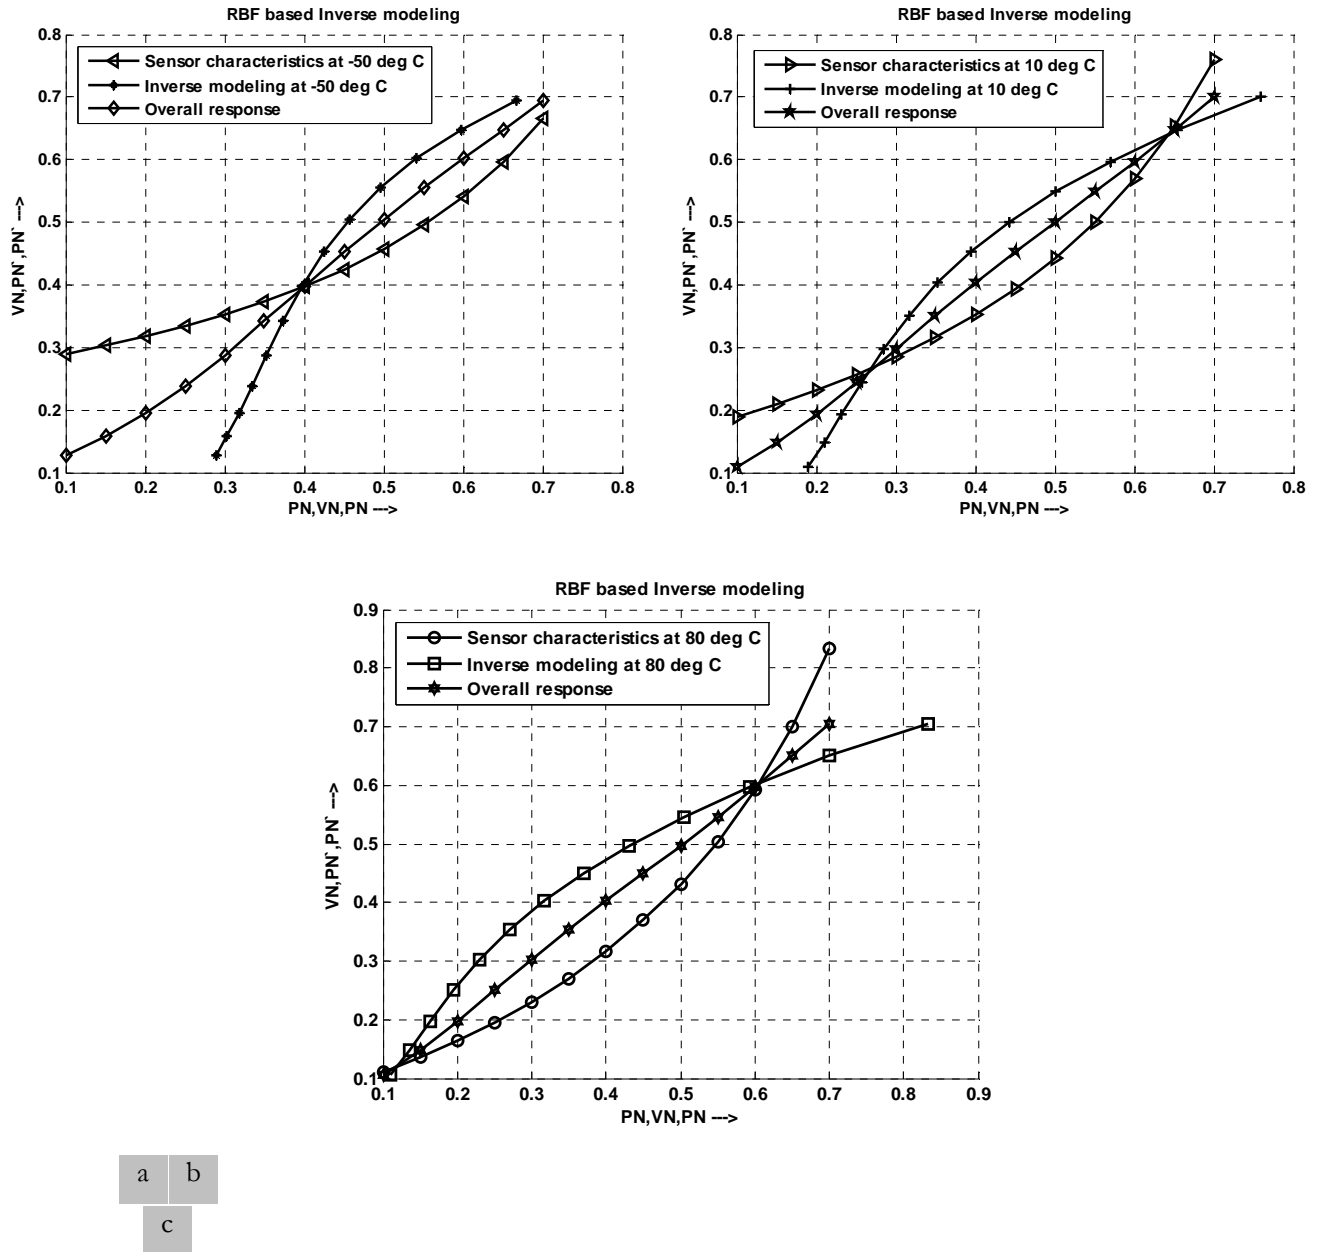 RBF based Inverse modeling
0.8
0.7
0.6
0.5
0.4
0.3
0.2
0.1
Sensor characteristics at -50 deg C
Inverse modeling at -50 deg C
Overall response
VN,PN`,PN` --->
0.1 0.2 0.3 0.4 0.5 0.6 0.7 0.8
PN,VN,PN --->
RBF based Inverse modeling
0.8
0.7
0.6
0.5
0.4
0.3
0.2
0.1
Sensor characteristics at 10 deg C
Inverse modeling at 10 deg C
Overall response
VN,PN`,PN` --->
0.1 0.2 0.3 0.4 0.5 0.6 0.7 0.8
PN,VN,PN --->
RBF based Inverse modeling
0.9
0.8
0.7
0.6
0.5
0.4
0.3
0.2
0.1
Sensor characteristics at 80 deg C
Inverse modeling at 80 deg C
Overall response
VN,PN`,PN` --->
0.1 0.2 0.3 0.4 0.5 0.6 0.7 0.8 0.9
PN,VN,PN --->
a b
c